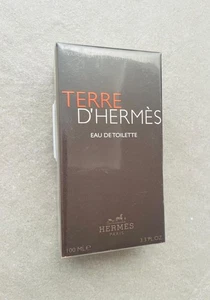 TERRE
D'HERMÈS
EAU DE TOILETTE
HERMÈS
PARIS
100 ML℮ 3.3 FL.OZ